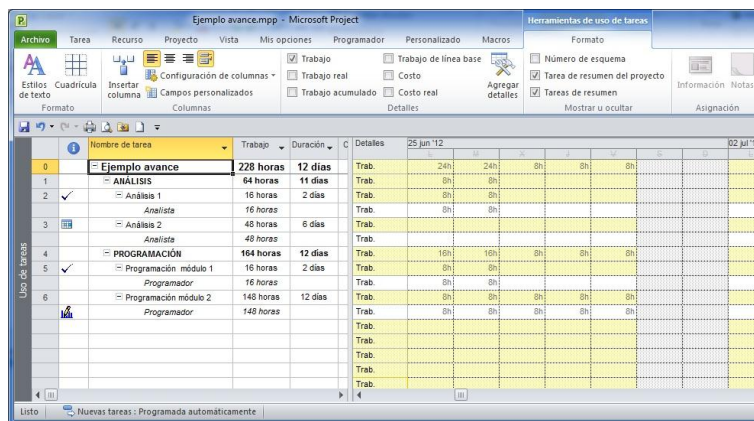 Ejemplo avance.mpp - Microsoft Project
Herramientas de uso de tareas
Archivo Tarea Recurso Proyecto Vista Mis opciones Programador Personalizado Macros Formato
Estilos de texto
Cuadrícula
Formato
Insertar columna
Configuración de columnas
Campos personalizados
Columnas
Trabajo
Trabajo real
Trabajo acumulado
Trabajo de línea base
Costo
Costo real
Agregar detalles
Detalles
Número de esquema
Tarea de resumen del proyecto
Tareas de resumen
Mostrar u ocultar
Información
Notas
Asignación
Nombre de tarea Trabajo Duración C Detalles 25 jun '12 02 jul
0 Ejemplo avance 228 horas 12 días Trab. 24h 24h 8h 8h 8h
1 ANÁLISIS 64 horas 11 días Trab. 8h 8h
2 Análisis 1 16 horas 2 días Trab. 8h 8h
Analista 16 horas Trab. 8h 8h
3 Análisis 2 48 horas 6 días Trab.
Analista 48 horas Trab.
4 PROGRAMACIÓN 164 horas 12 días Trab. 16h 16h 8h 8h 8h
5 Programación módulo 1 16 horas 2 días Trab. 8h 8h
Programador 16 horas Trab. 8h 8h
6 Programación módulo 2 148 horas 12 días Trab. 8h 8h 8h 8h 8h
Programador 148 horas Trab. 8h 8h 8h 8h 8h
Trab.
Trab.
Trab.
Trab.
Uso de tareas
Listo Nuevas tareas : Programada automáticamente